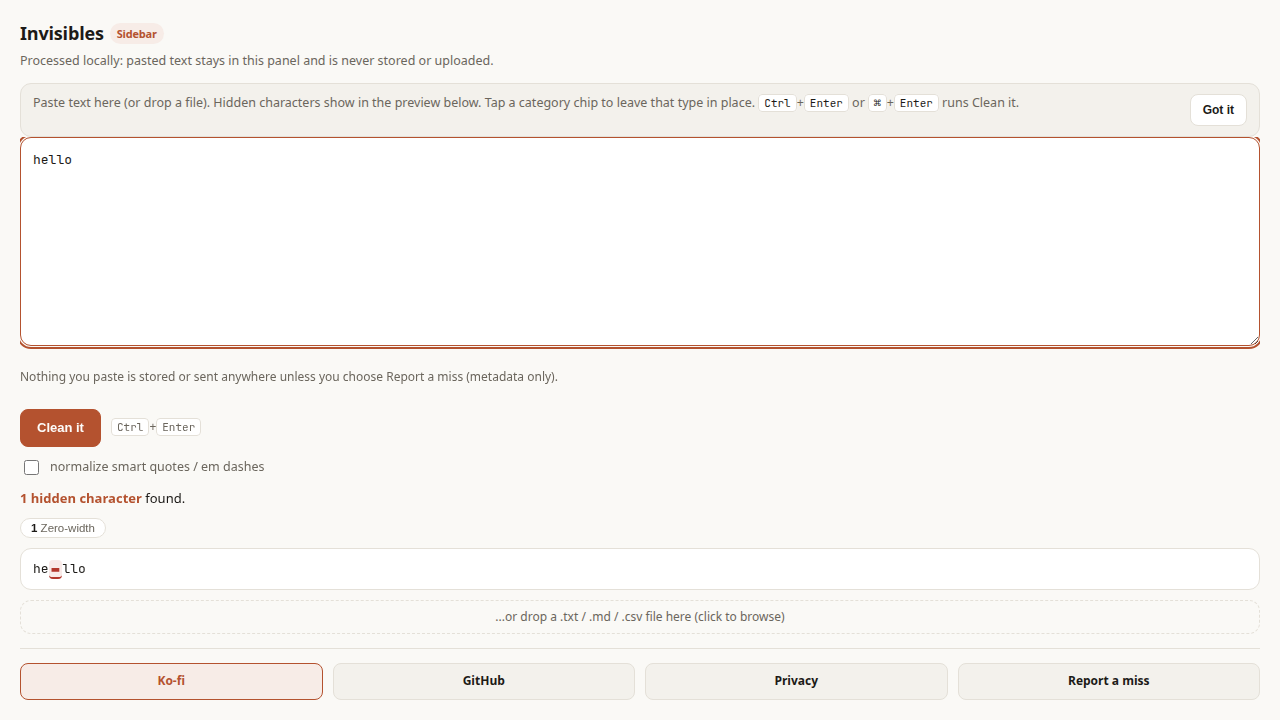 Invisibles Sidebar
Processed locally: pasted text stays in this panel and is never stored or uploaded.
Paste text here (or drop a file). Hidden characters show in the preview below. Tap a category chip to leave that type in place. Ctrl+Enter or ⌘+Enter runs Clean it.
Got it
hello
Nothing you paste is stored or sent anywhere unless you choose Report a miss (metadata only).
Clean it Ctrl+Enter
normalize smart quotes / em dashes
1 hidden character found.
1 Zero-width
hello
...or drop a .txt / .md / .csv file here (click to browse)
Ko-fi GitHub Privacy Report a miss